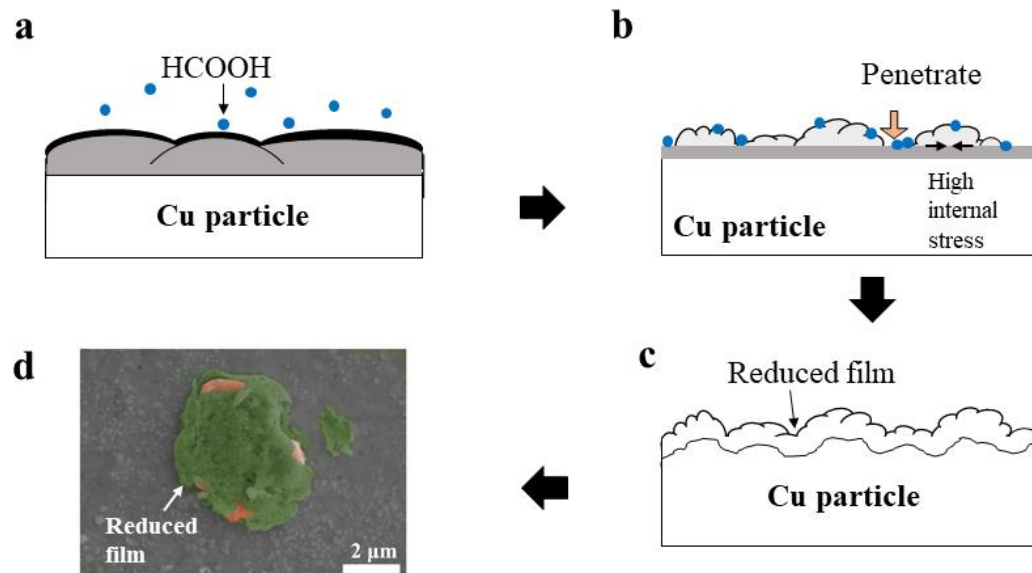 a
HCOOH
Cu particle
b
Penetrate
High
internal
stress
Cu particle
c
Reduced film
Cu particle
d
Reduced
film
2 μm